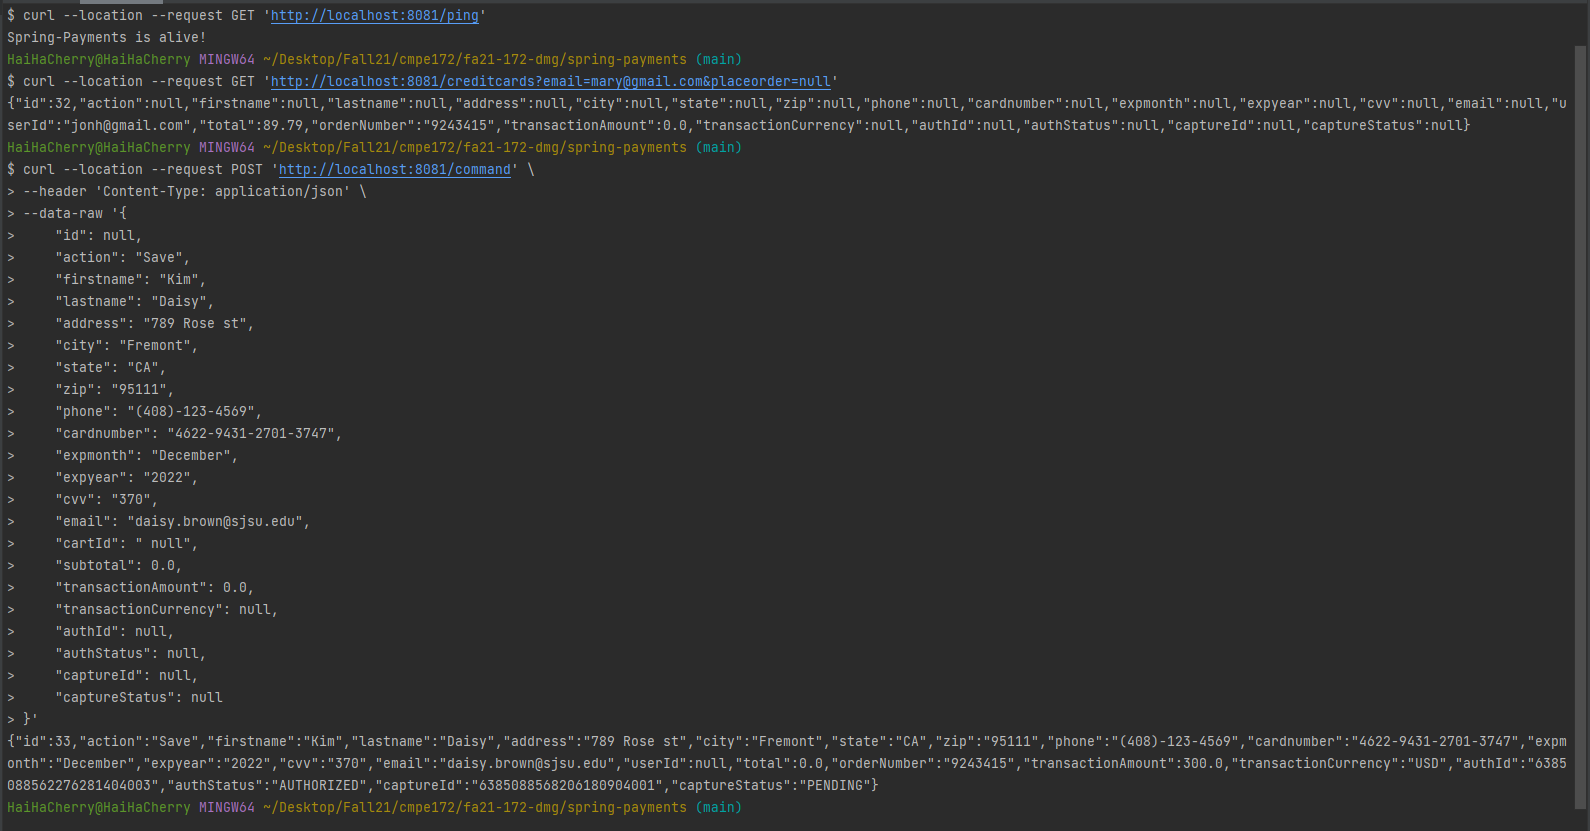 $ curl --location --request GET 'http://localhost:8081/ping'
Spring-Payments is alive!
HaiHaCherry@HaiHaCherry MINGW64 ~/Desktop/Fall21/cmpe172/fa21-172-dmg/spring-payments (main)
$ curl --location --request GET 'http://localhost:8081/creditcards?email=mary@gmail.com&placeorder=null'
{"id":32,"action":null,"firstname":null,"lastname":null,"address":null,"city":null,"state":null,"zip":null,"phone":null,"cardnumber":null,"expmonth":null,"expyear":null,"cvv":null,"email":null,"u
serId":"jonh@gmail.com","total":89.79,"orderNumber":"9243415","transactionAmount":0.0,"transactionCurrency":null,"authId":null,"authStatus":null,"captureId":null,"captureStatus":null}
HaiHaCherry@HaiHaCherry MINGW64 ~/Desktop/Fall21/cmpe172/fa21-172-dmg/spring-payments (main)
$ curl --location --request POST 'http://localhost:8081/command' \
> --header 'Content-Type: application/json' \
> --data-raw '{
>     "id": null,
>     "action": "Save",
>     "firstname": "Kim",
>     "lastname": "Daisy",
>     "address": "789 Rose st",
>     "city": "Fremont",
>     "state": "CA",
>     "zip": "95111",
>     "phone": "(408)-123-4569",
>     "cardnumber": "4622-9431-2701-3747",
>     "expmonth": "December",
>     "expyear": "2022",
>     "cvv": "370",
>     "email": "daisy.brown@sjsu.edu",
>     "cartId": " null",
>     "subtotal": 0.0,
>     "transactionAmount": 0.0,
>     "transactionCurrency": null,
>     "authId": null,
>     "authStatus": null,
>     "captureId": null,
>     "captureStatus": null
> }'
{"id":33,"action":"Save","firstname":"Kim","lastname":"Daisy","address":"789 Rose st","city":"Fremont","state":"CA","zip":"95111","phone":"(408)-123-4569","cardnumber":"4622-9431-2701-3747","expm
onth":"December","expyear":"2022","cvv":"370","email":"daisy.brown@sjsu.edu","userId":null,"total":0.0,"orderNumber":"9243415","transactionAmount":300.0,"transactionCurrency":"USD","authId":"6385
088562276281404003","authStatus":"AUTHORIZED","captureId":"6385088568206180904001","captureStatus":"PENDING"}
HaiHaCherry@HaiHaCherry MINGW64 ~/Desktop/Fall21/cmpe172/fa21-172-dmg/spring-payments (main)